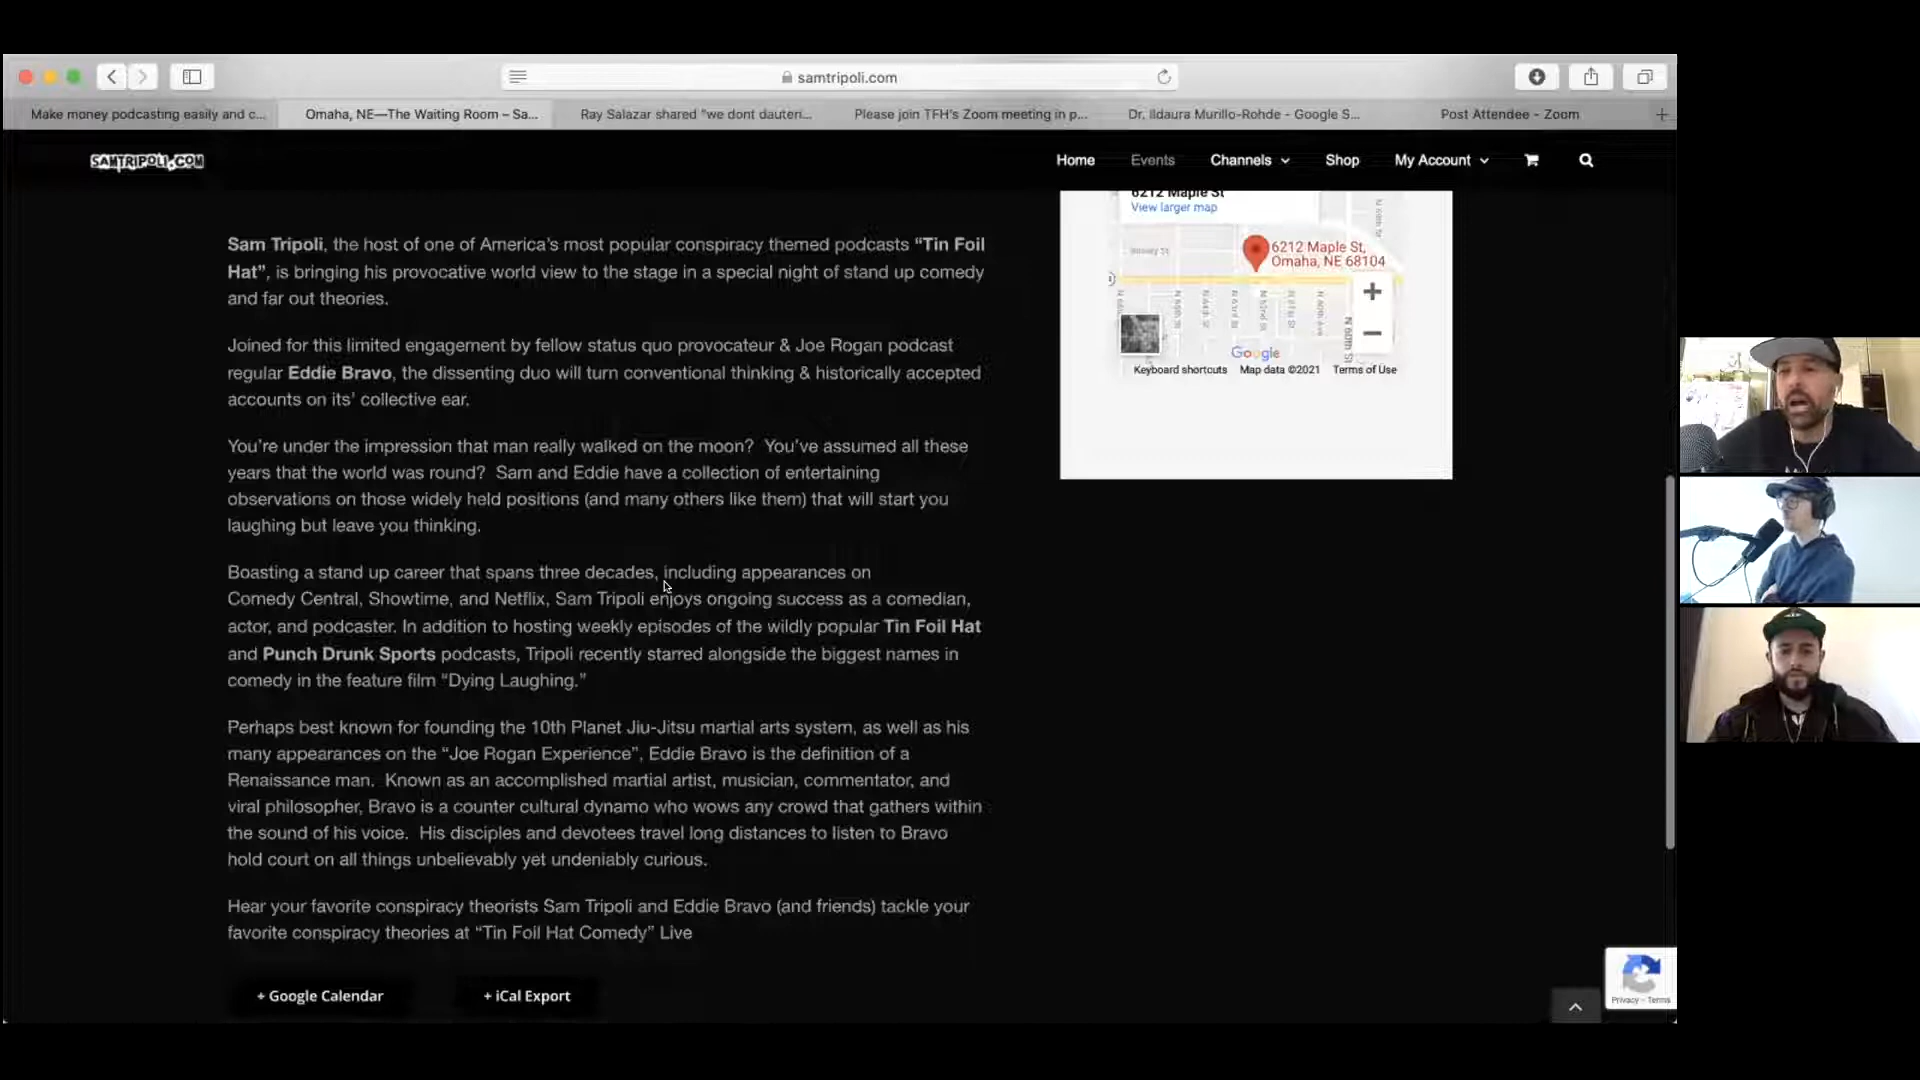 samtripoli.com
Make money podcasting easily and c...
Omaha, NE—The Waiting Room – Sa...
Ray Salazar shared "we dont dauten...
Please join TFH's Zoom meeting in p...
Dr. Ildaura Murillo-Rohde - Google S...
Post Attendee - Zoom
SAMTRIPOLI.COM
Home
Events
Channels
Shop
My Account
Sam Tripoli, the host of one of America's most popular conspiracy themed podcasts “Tin Foil
Hat”, is bringing his provocative world view to the stage in a special night of stand up comedy
and far out theories.
Joined for this limited engagement by fellow status quo provocateur & Joe Rogan podcast
regular Eddie Bravo, the dissenting duo will turn conventional thinking & historically accepted
accounts on its’ collective ear.
You’re under the impression that man really walked on the moon?  You’ve assumed all these
years that the world was round?  Sam and Eddie have a collection of entertaining
observations on those widely held positions (and many others like them) that will start you
laughing but leave you thinking.
Boasting a stand up career that spans three decades, including appearances on
Comedy Central, Showtime, and Netflix, Sam Tripoli enjoys ongoing success as a comedian,
actor, and podcaster. In addition to hosting weekly episodes of the wildly popular Tin Foil Hat
and Punch Drunk Sports podcasts, Tripoli recently starred alongside the biggest names in
comedy in the feature film “Dying Laughing.”
Perhaps best known for founding the 10th Planet Jiu-Jitsu martial arts system, as well as his
many appearances on the “Joe Rogan Experience”, Eddie Bravo is the definition of a
Renaissance man.  Known as an accomplished martial artist, musician, commentator, and
viral philosopher, Bravo is a counter cultural dynamo who wows any crowd that gathers within
the sound of his voice.  His disciples and devotees travel long distances to listen to Bravo
hold court on all things unbelievably yet undeniably curious.
Hear your favorite conspiracy theorists Sam Tripoli and Eddie Bravo (and friends) tackle your
favorite conspiracy theories at “Tin Foil Hat Comedy” Live
+ Google Calendar
+ iCal Export
6212 Maple St
View larger map
6212 Maple St,
Omaha, NE 68104
N 60th St
Google
Keyboard shortcuts
Map data ©2021
Terms of Use
Privacy - Terms